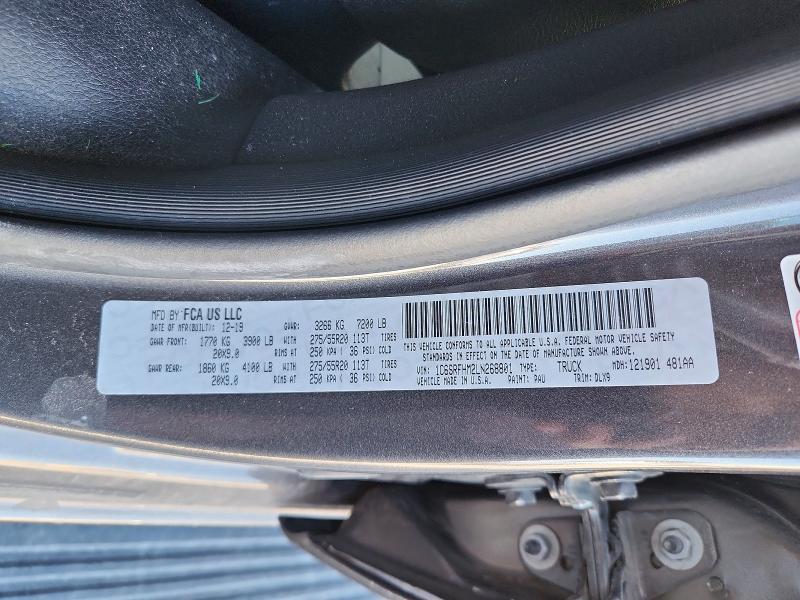 MFD BY FCA US LLC
DATE OF MFR(BUILT): 12-19 GVWR: 3266 KG 7200 LB
GAWR FRONT: 1770 KG 3900 LB WITH 275/55R20 113T TIRES
20X9.0 RIMS AT 250 KPA ( 36 PSI) COLD
GAWR REAR: 1860 KG 4100 LB WITH 275/55R20 113T TIRES
20X9.0 RIMS AT 250 KPA ( 36 PSI) COLD
THIS VEHICLE CONFORMS TO ALL APPLICABLE U.S.A. FEDERAL MOTOR VEHICLE SAFETY
STANDARDS IN EFFECT ON THE DATE OF MANUFACTURE SHOWN ABOVE.
VIN: 1C6SRFHM2LN268801 TYPE: TRUCK MDH: 121901 481AA
VEHICLE MADE IN U.S.A. PAINT: PAU TRIM: DLX9